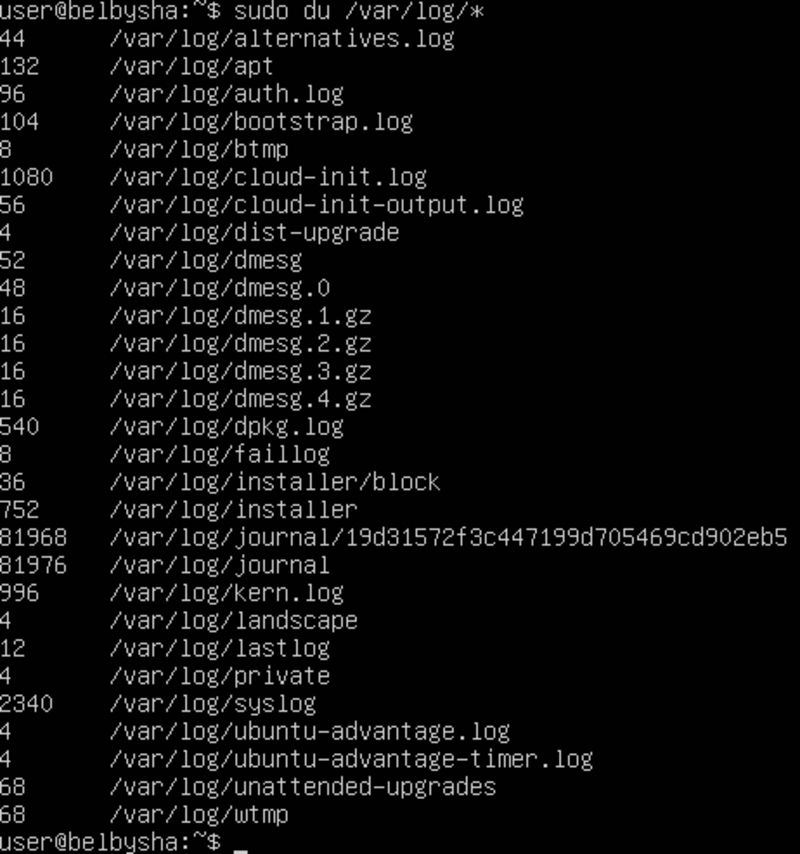 user@belbysha:~$ sudo du /var/log/*
44 /var/log/alternatives.log
132 /var/log/apt
96 /var/log/auth.log
104 /var/log/bootstrap.log
8 /var/log/btmp
1080 /var/log/cloud-init.log
56 /var/log/cloud-init-output.log
4 /var/log/dist-upgrade
52 /var/log/dmesg
48 /var/log/dmesg.0
16 /var/log/dmesg.1.gz
16 /var/log/dmesg.2.gz
16 /var/log/dmesg.3.gz
16 /var/log/dmesg.4.gz
540 /var/log/dpkg.log
8 /var/log/faillog
36 /var/log/installer/block
752 /var/log/installer
81968 /var/log/journal/19d31572f3c447199d705469cd902eb5
81976 /var/log/journal
996 /var/log/kern.log
4 /var/log/landscape
12 /var/log/lastlog
4 /var/log/private
2340 /var/log/syslog
4 /var/log/ubuntu-advantage.log
4 /var/log/ubuntu-advantage-timer.log
68 /var/log/unattended-upgrades
68 /var/log/wtmp
user@belbysha:~$ _